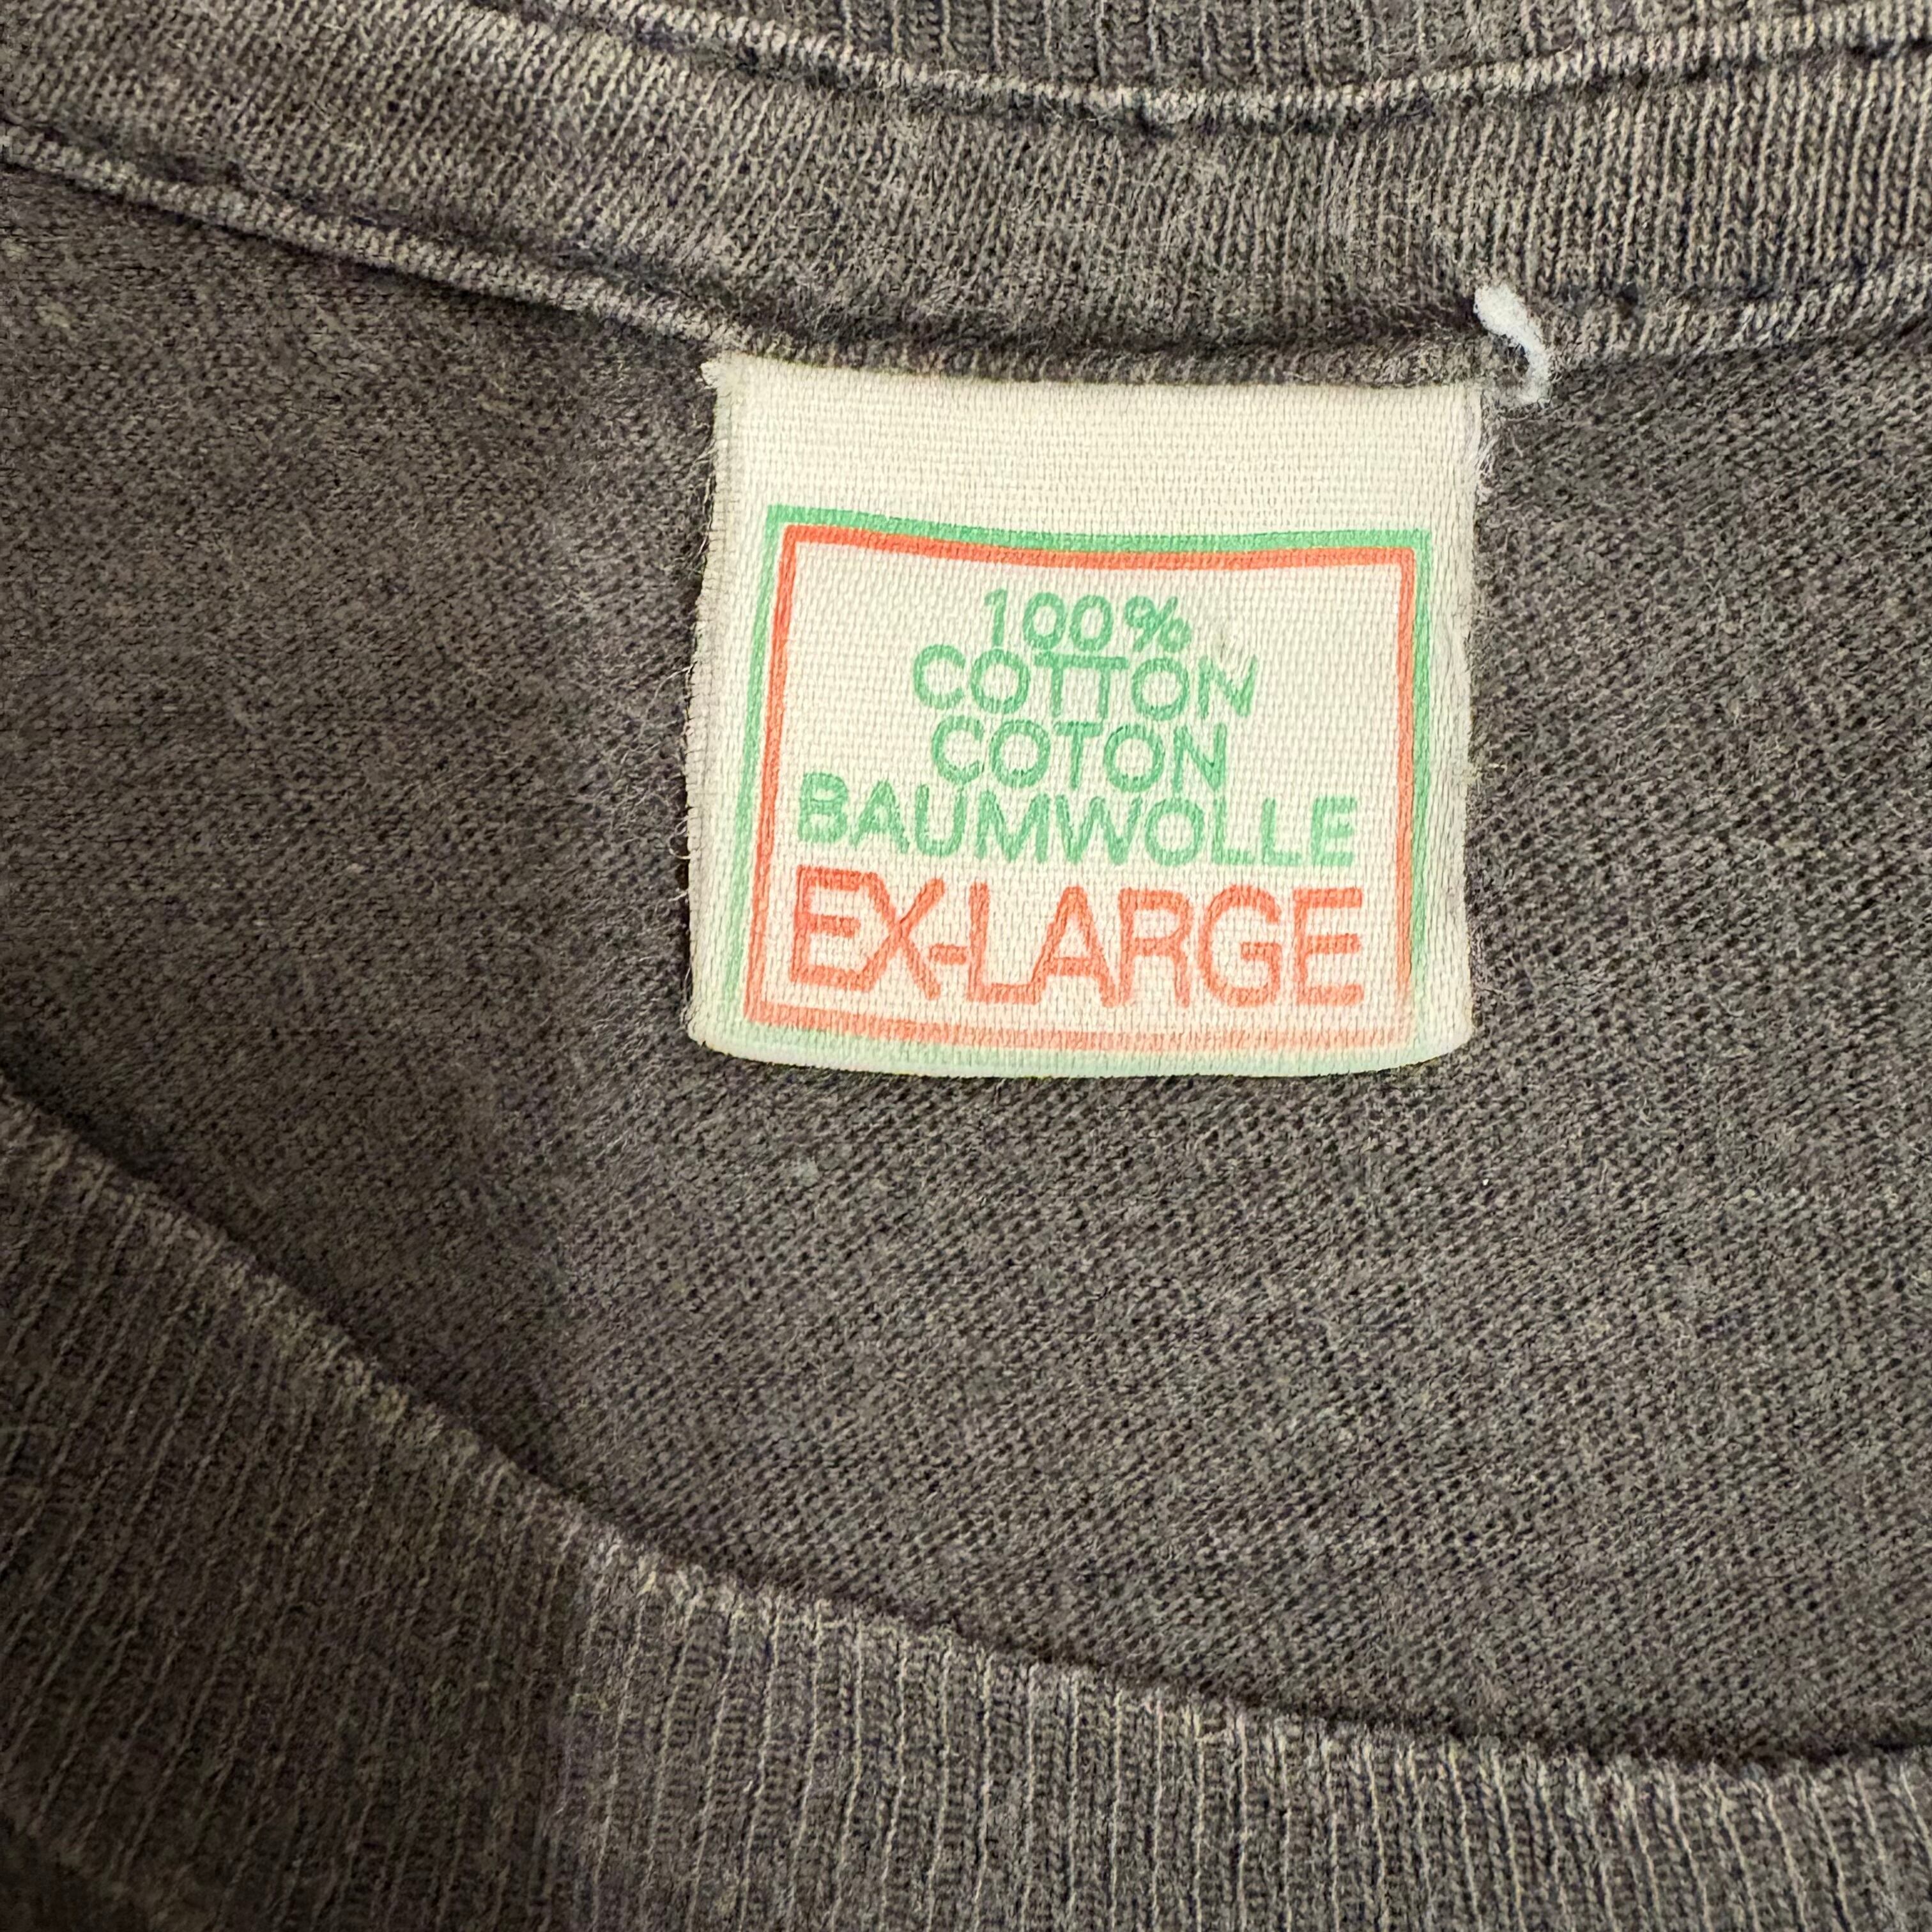 100%
COTTON
COTON
BAUMWOLLE
EX-LARGE